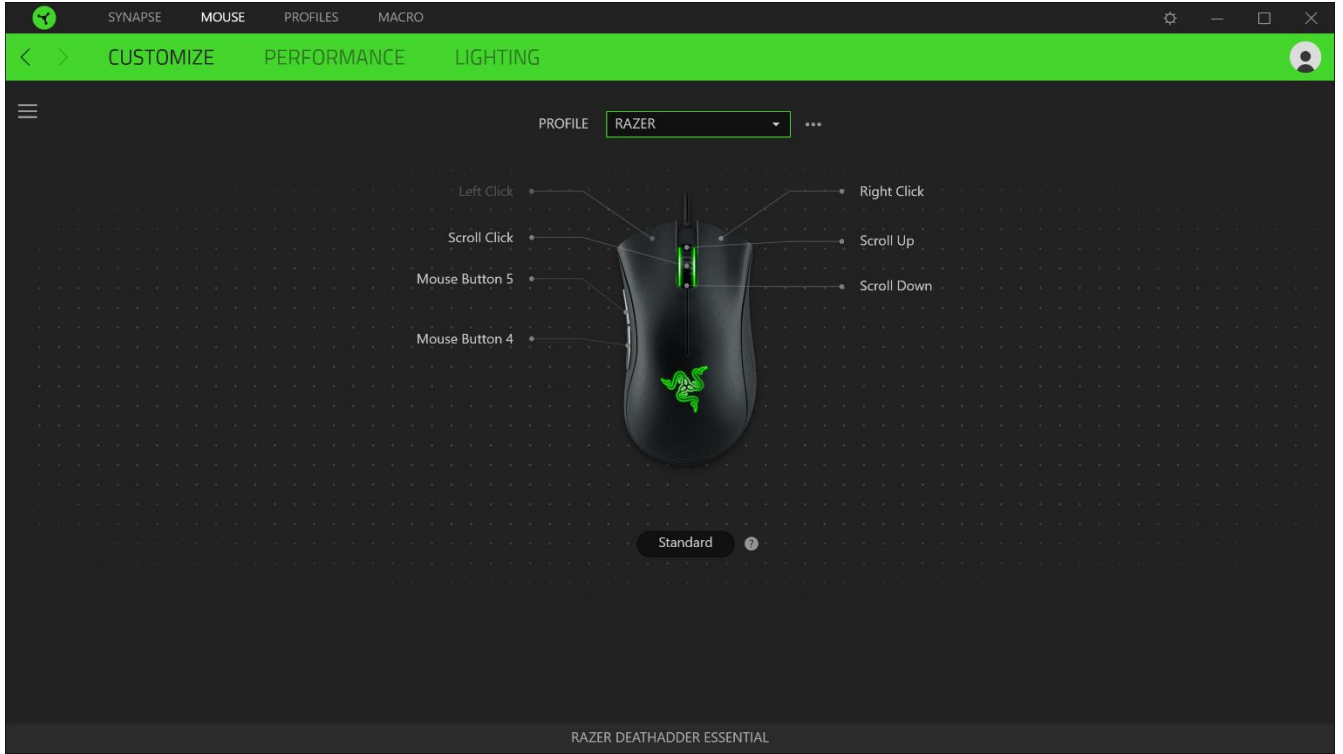 SYNAPSE MOUSE PROFILES MACRO
CUSTOMIZE PERFORMANCE LIGHTING
PROFILE RAZER
Left Click Right Click
Scroll Click Scroll Up
Mouse Button 5 Scroll Down
Mouse Button 4
Standard ?
RAZER DEATHADDER ESSENTIAL